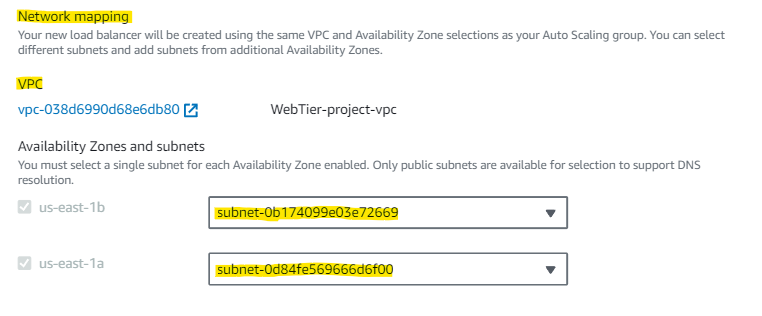 Network mapping
Your new load balancer will be created using the same VPC and Availability Zone selections as your Auto Scaling group. You can select
different subnets and add subnets from additional Availability Zones.
VPC
vpc-038d6990d68e6db80 WebTier-project-vpc
Availability Zones and subnets
You must select a single subnet for each Availability Zone enabled. Only public subnets are available for selection to support DNS
resolution.
us-east-1b subnet-0b174099e03e72669
us-east-1a subnet-0d84fe569666d6f00